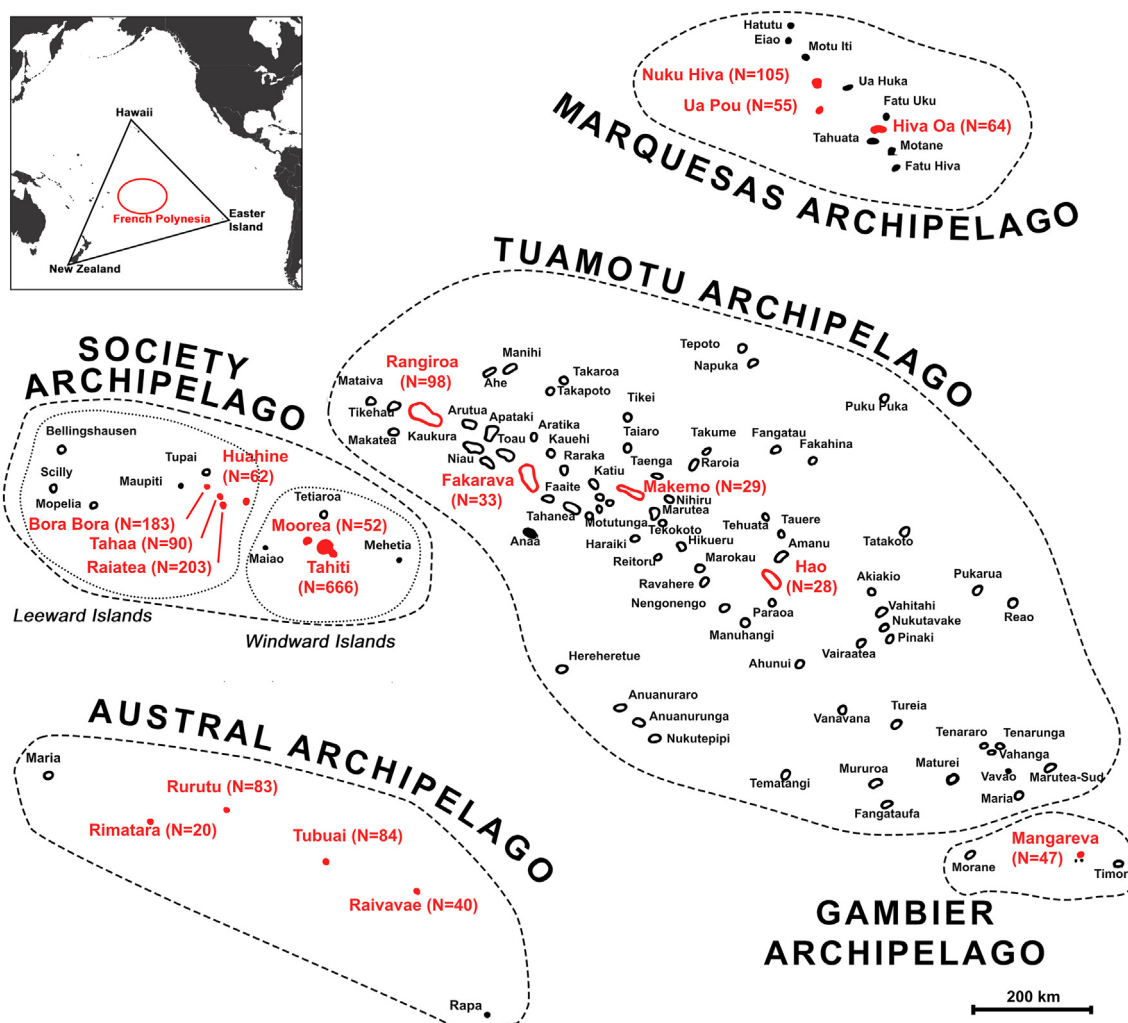 Hawaii
French Polynesia
Easter
Island
New Zealand
MARQUESAS ARCHIPELAGO
Hatutu
Eiao
Motu Iti
Nuku Hiva (N=105)
Ua Huka
Ua Pou (N=55)
Fatu Uku
Hiva Oa (N=64)
Tahuata
Motane
Fatu Hiva
TUAMOTU ARCHIPELAGO
Rangiroa
(N=98)
Manihi
Ahe
Mataiva
Tikehau
Makatea
Takaroa
Takapoto
Tepoto
Napuka
Puku Puka
Tikei
Arutua
Apataki
Kaukura
Toau
Aratika
Kauehi
Taiaro
Niau
Raraka
Takume
Fangatau
Fakahina
Raroia
Taenga
Katiu
Fakarava
(N=33)
Faaite
Makemo (N=29)
Nihiru
Marutea
Tahanea
Motutunga
Tekokoto
Anaa
Haraiki
Hikueru
Reitoru
Tehuata
Tauere
Amanu
Tatakoto
Marokau
Ravahere
Hao
(N=28)
Nengonengo
Paraoa
Manuhangi
Akiakio
Vahitahi
Nukutavake
Pinaki
Vairaatea
Pukarua
Reao
Ahunui
Hereheretue
Anuanuraro
Anuanurunga
Nukutepipi
Vanavana
Tureia
Tenararo
Tenarunga
Vahanga
Tematangi
Mururoa
Maturei
Vavao
Marutea-Sud
Maria
Fangataufa
SOCIETY
ARCHIPELAGO
Bellingshausen
Scilly
Mopelia
Maupiti
Tupai
Huahine
(N=62)
Bora Bora (N=183)
Tahaa (N=90)
Raiatea (N=203)
Leeward Islands
Tetiaroa
Moorea (N=52)
Maiao
Mehetia
Tahiti
(N=666)
Windward Islands
AUSTRAL ARCHIPELAGO
Maria
Rurutu (N=83)
Rimatara (N=20)
Tubuai (N=84)
Raivavae (N=40)
Rapa
Mangareva
(N=47)
Morane
Timor
GAMBIER
ARCHIPELAGO
200 km